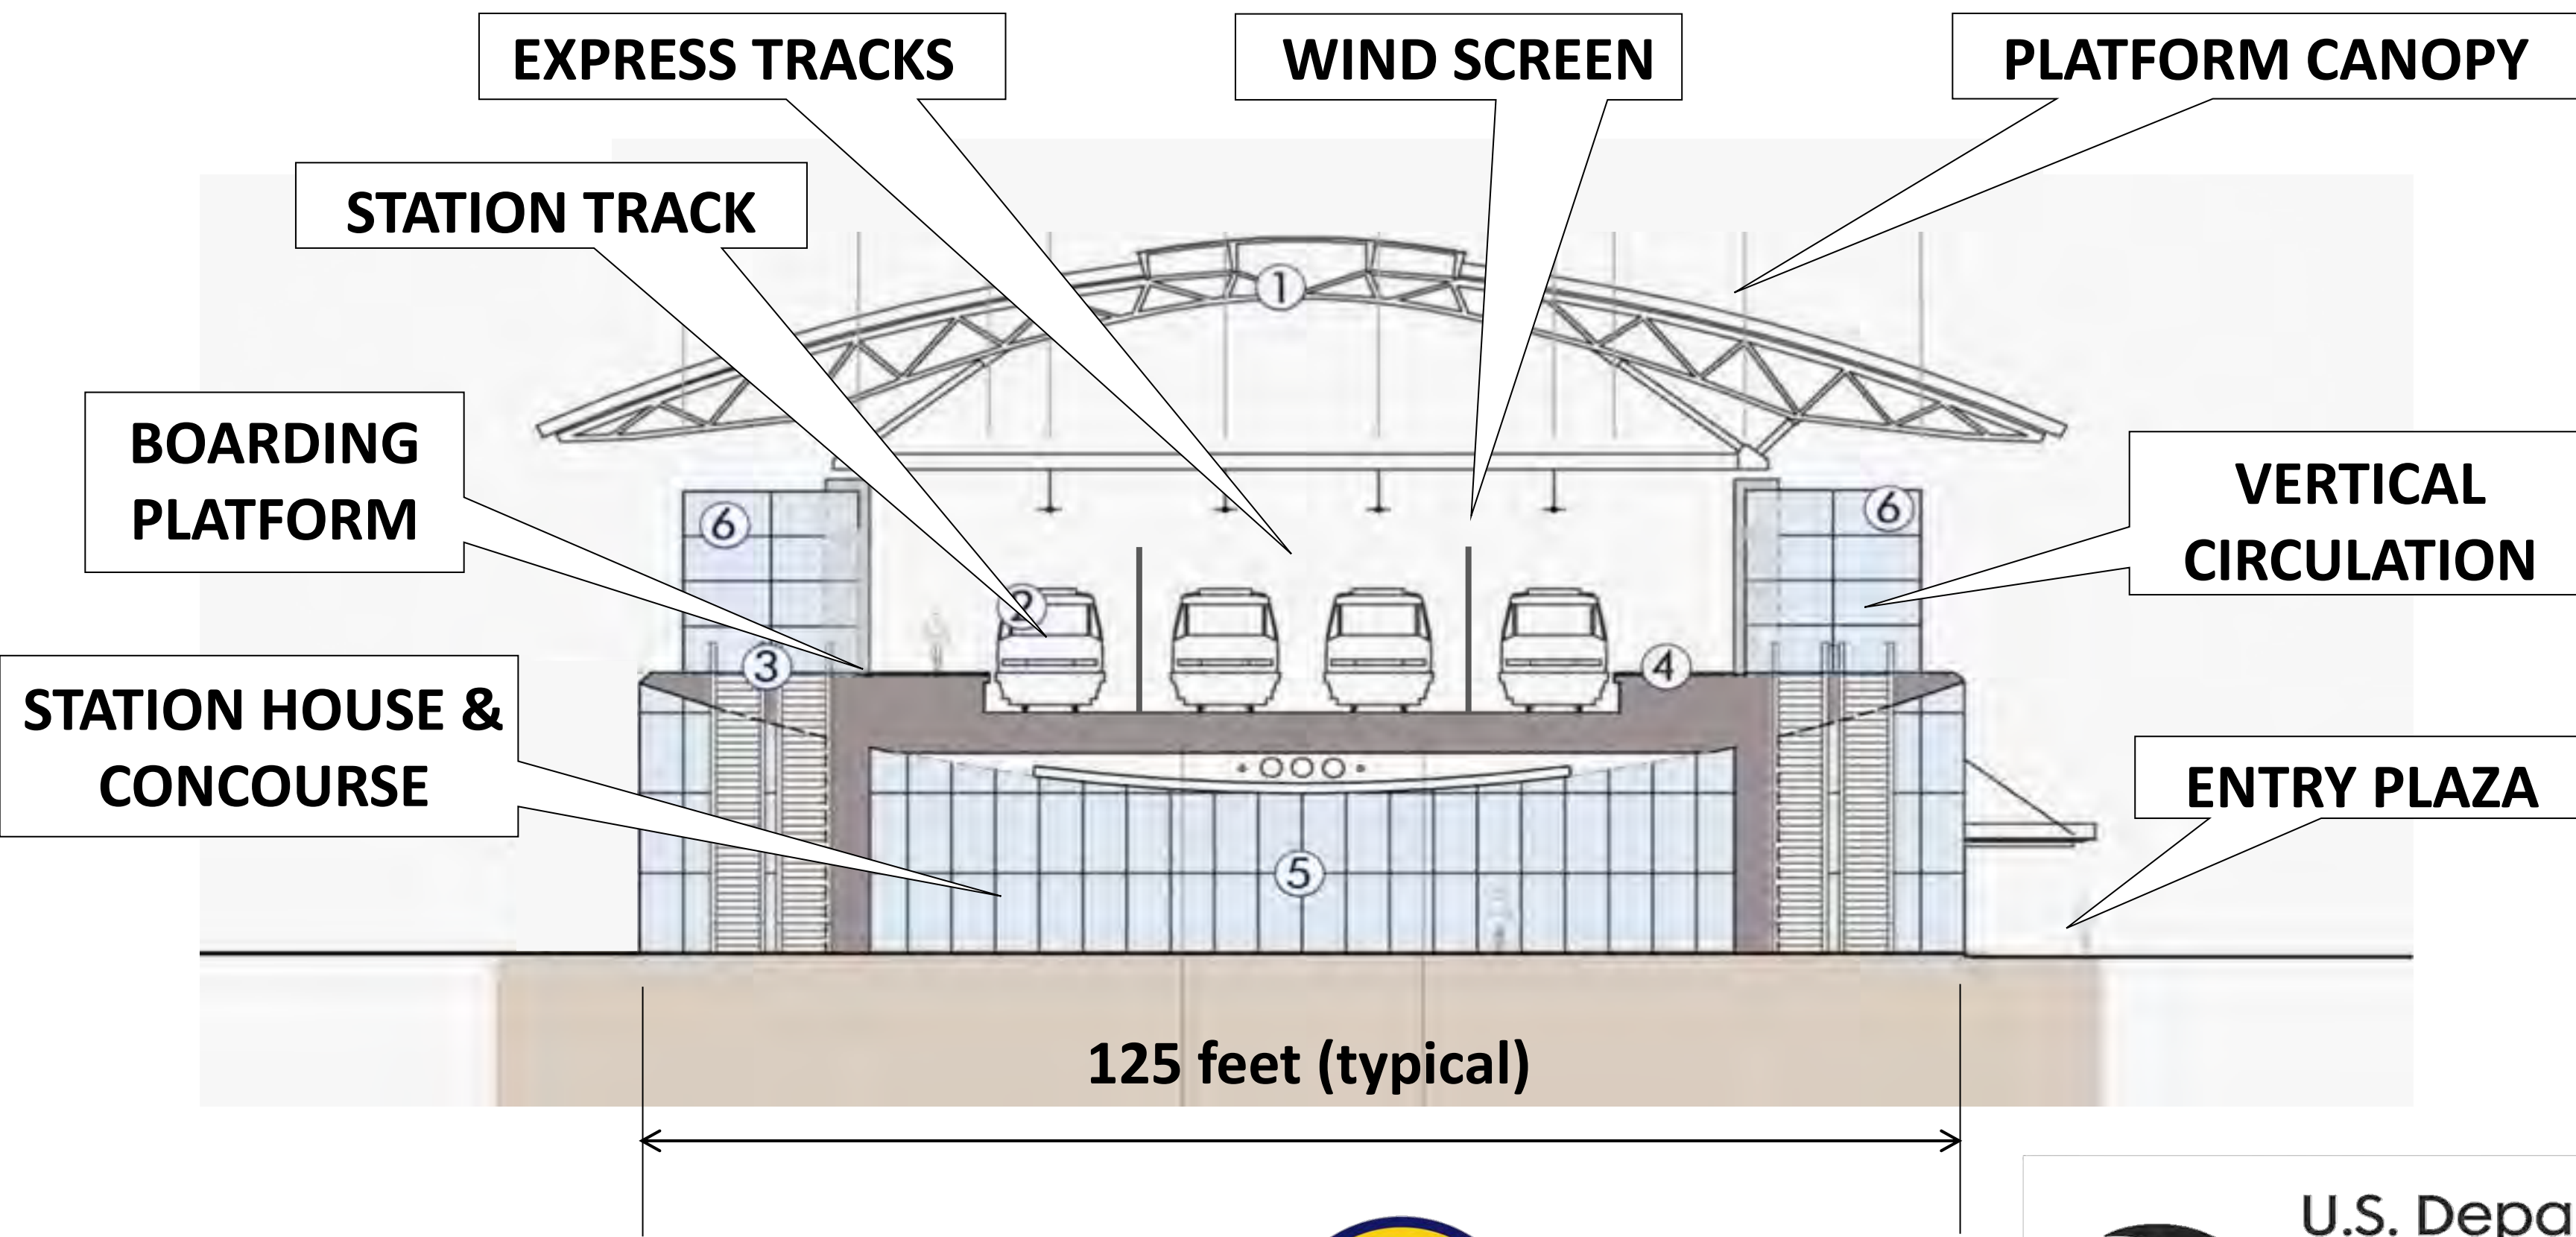 EXPRESS TRACKS
WIND SCREEN
PLATFORM CANOPY
STATION TRACK
1
BOARDING
PLATFORM
VERTICAL
CIRCULATION
6
6
2
3
4
STATION HOUSE &
CONCOURSE
ENTRY PLAZA
5
125 feet (typical)
U.S. Depa